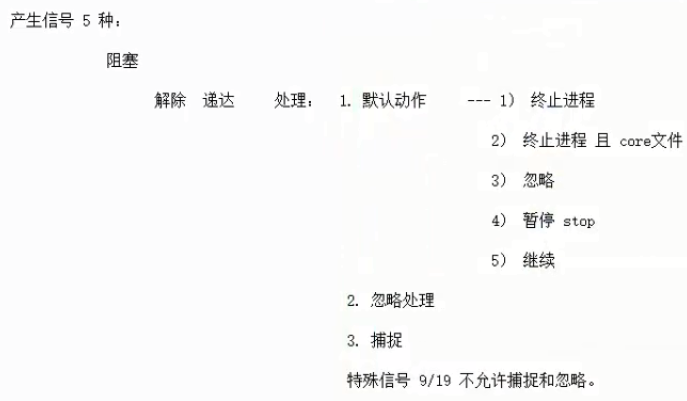 产生信号 5 种：
阻塞
解除 递达 处理： 1. 默认动作 --- 1） 终止进程
2） 终止进程 且 core文件
3） 忽略
4） 暂停 stop
5） 继续
2. 忽略处理
3. 捕捉
特殊信号 9/19 不允许捕捉和忽略。